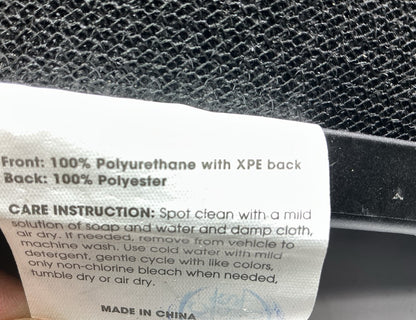 Front: 100% Polyurethane with XPE back
Back: 100% Polyester
CARE INSTRUCTION: Spot clean with a mild
solution of soap and water and damp cloth,
air dry. If needed, remove from vehicle to
machine wash. Use cold water with mild
detergent, gentle cycle with like colors,
only non-chlorine bleach when needed,
tumble dry or air dry.
MADE IN CHINA